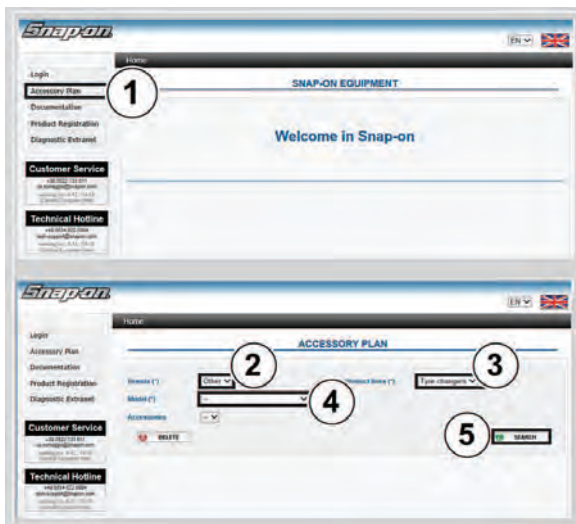 Snap-on
EN
Home
Login
Accessory Plan
Documentation
Product Registration
Diagnostic Extranet
1
SNAP-ON EQUIPMENT
Welcome in Snap-on
Customer Service
Technical Hotline
Snap-on
EN
Home
Login
Accessory Plan
Documentation
Product Registration
Diagnostic Extranet
ACCESSORY PLAN
2
3
Brands (*)
Other
(*)
Tyre changers
Model (*)
--
4
Accessories
--
DELETE
5
SEARCH
Customer Service
Technical Hotline